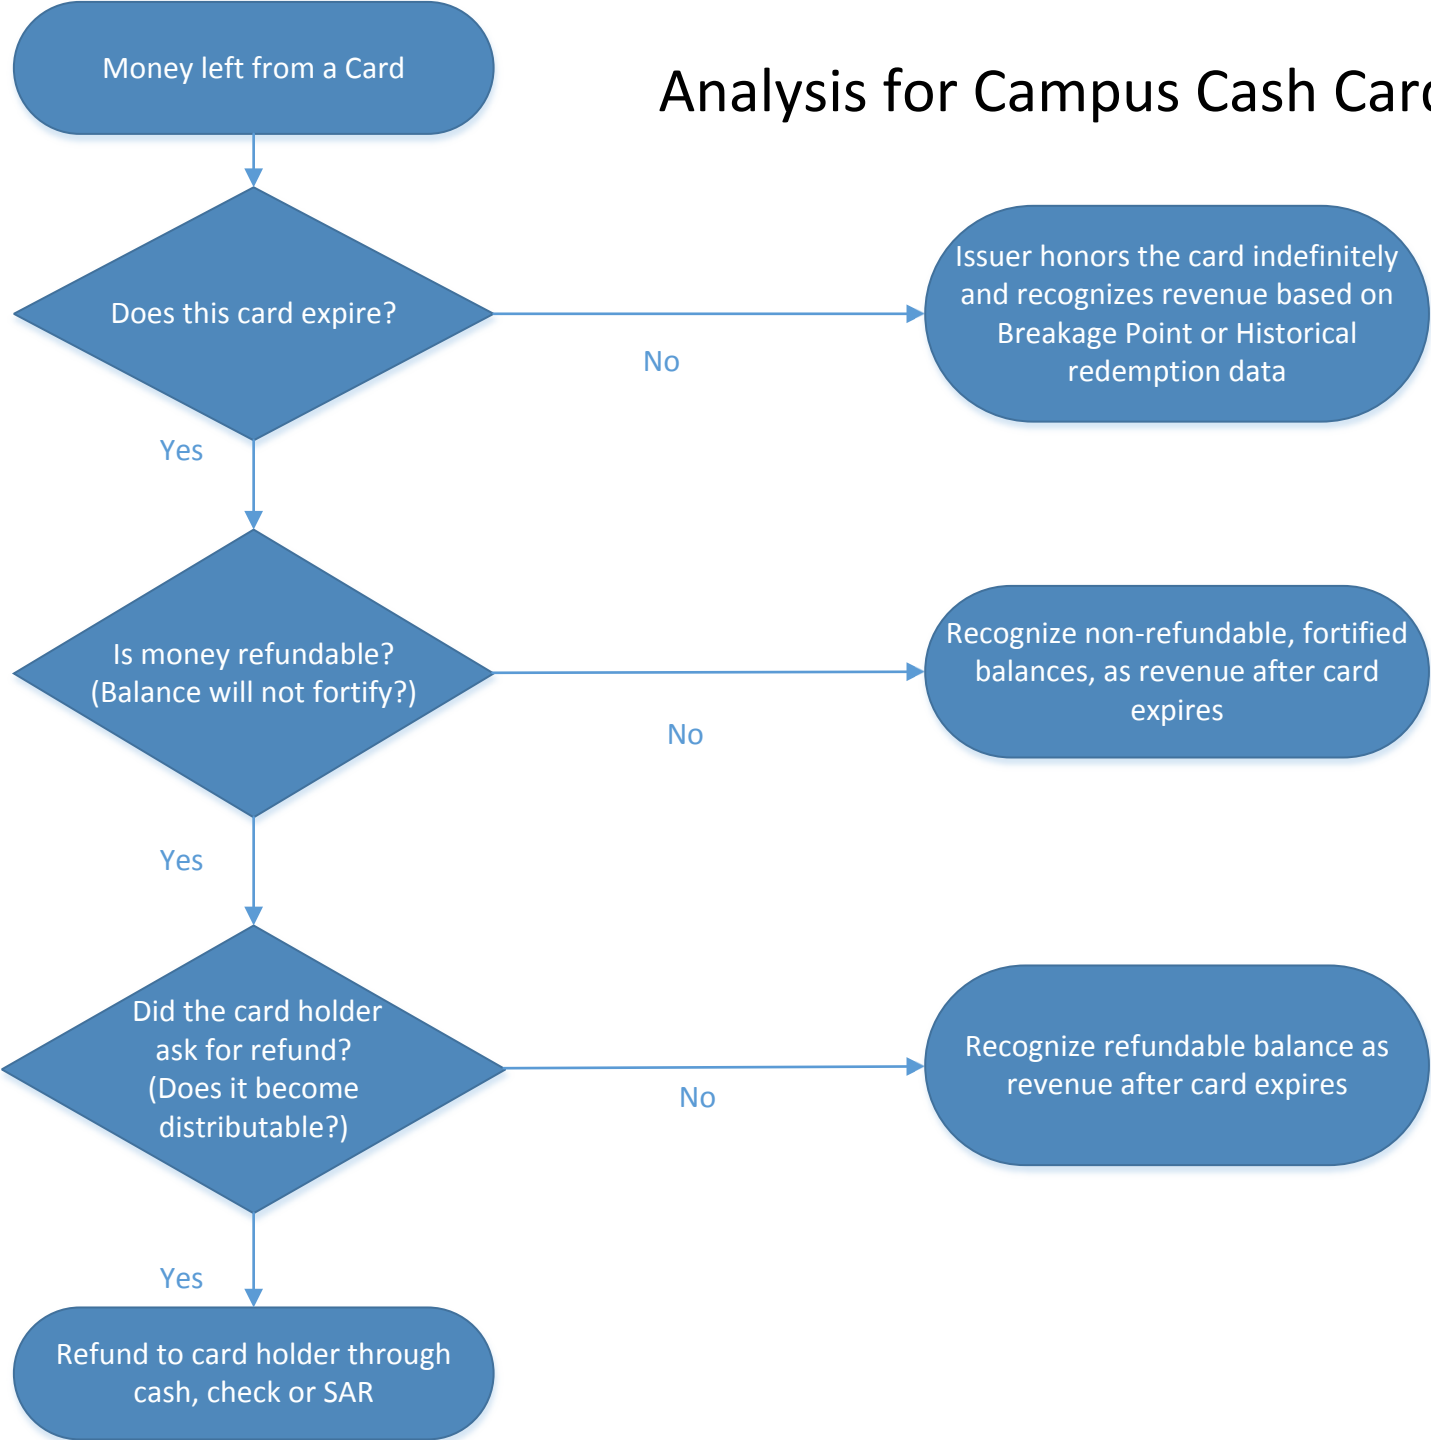 Money left from a Card
Analysis for Campus Cash Card
Does this card expire?
Issuer honors the card indefinitely
and recognizes revenue based on
Breakage Point or Historical
redemption data
No
Yes
Is money refundable?
(Balance will not fortify?)
Recognize non-refundable, fortified
balances, as revenue after card
expires
No
Yes
Did the card holder
ask for refund?
(Does it become
distributable?)
Recognize refundable balance as
revenue after card expires
No
Yes
Refund to card holder through
cash, check or SAR